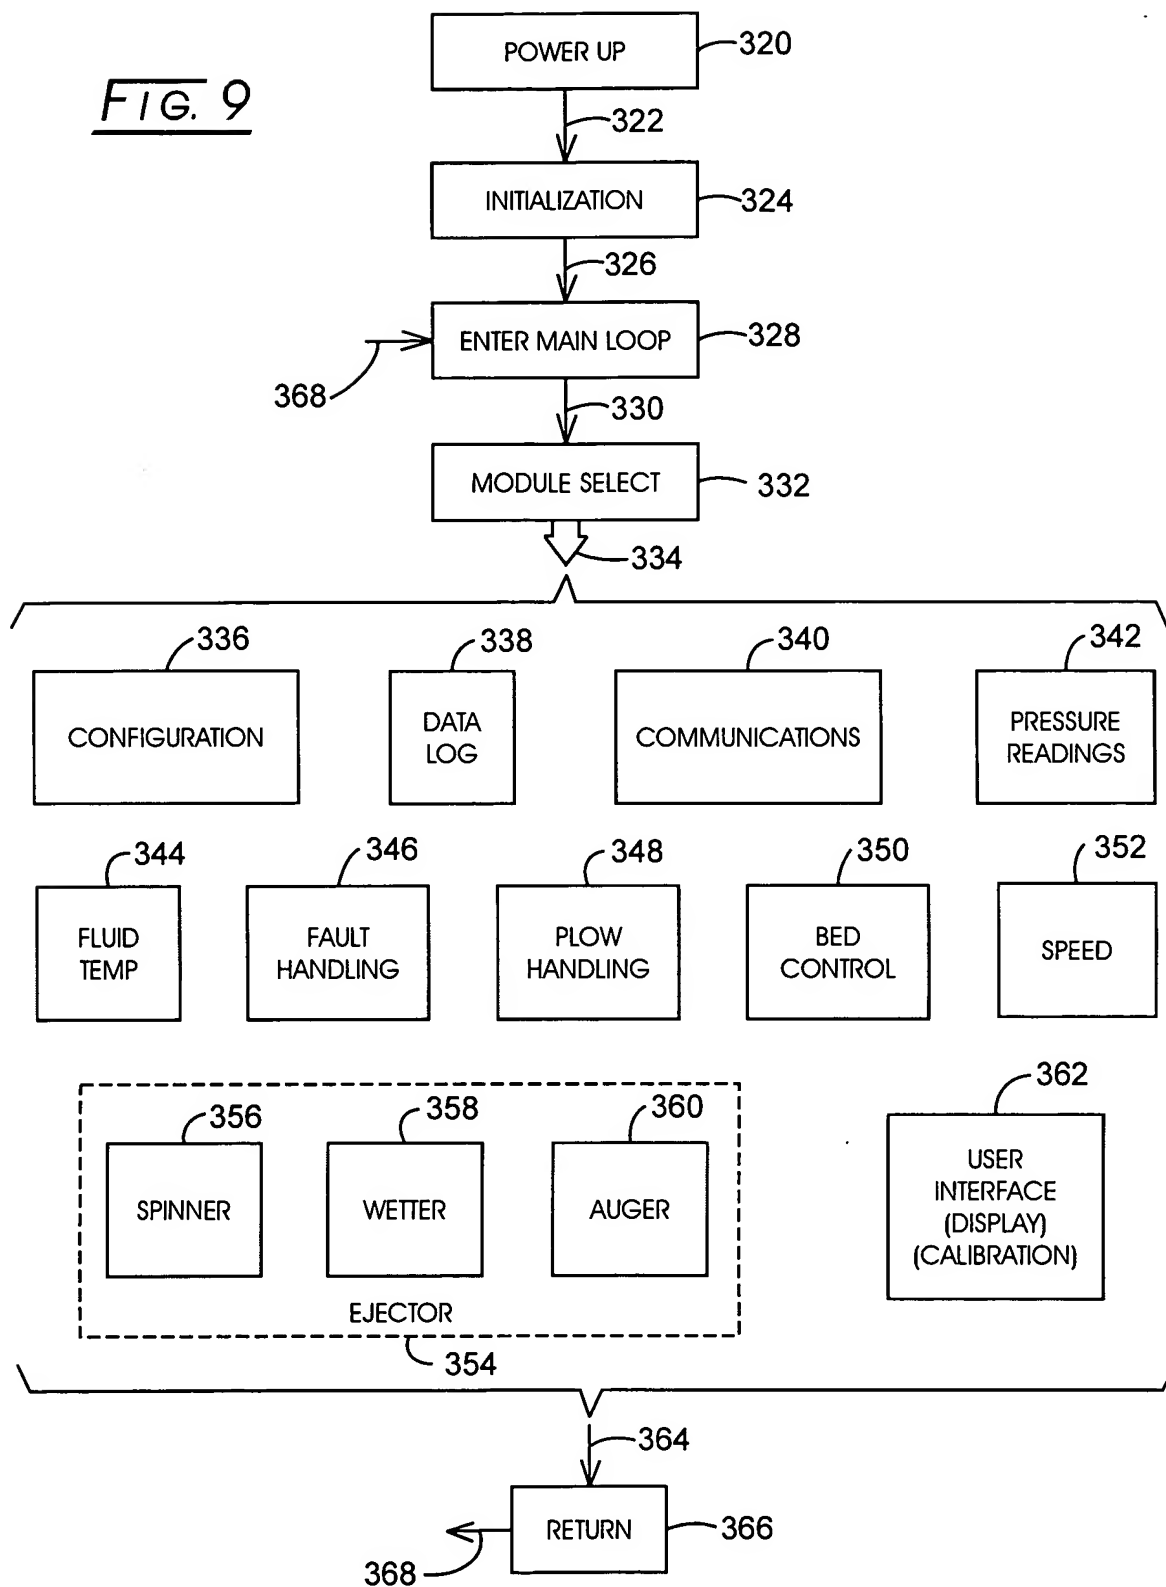 FIG. 9
POWER UP
320
322
INITIALIZATION
324
326
ENTER MAIN LOOP
328
368
330
MODULE SELECT
332
334
336
338
340
342
CONFIGURATION
DATA
LOG
COMMUNICATIONS
PRESSURE
READINGS
344
346
348
350
352
FLUID
TEMP
FAULT
HANDLING
PLOW
HANDLING
BED
CONTROL
SPEED
356
358
360
362
SPINNER
WETTER
AUGER
USER
INTERFACE
(DISPLAY)
(CALIBRATION)
EJECTOR
354
364
RETURN
366
368